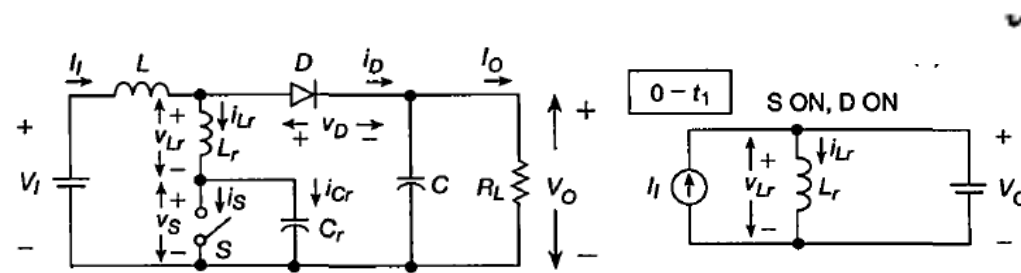 I_I L D i_D I_O
+ v_Lr − i_Lr L_r + v_D − +
V_I + v_S − i_S S i_Cr C_r C R_L V_O
− −
0 − t_1
S ON, D ON
I_I + v_Lr − i_Lr L_r + V_O −